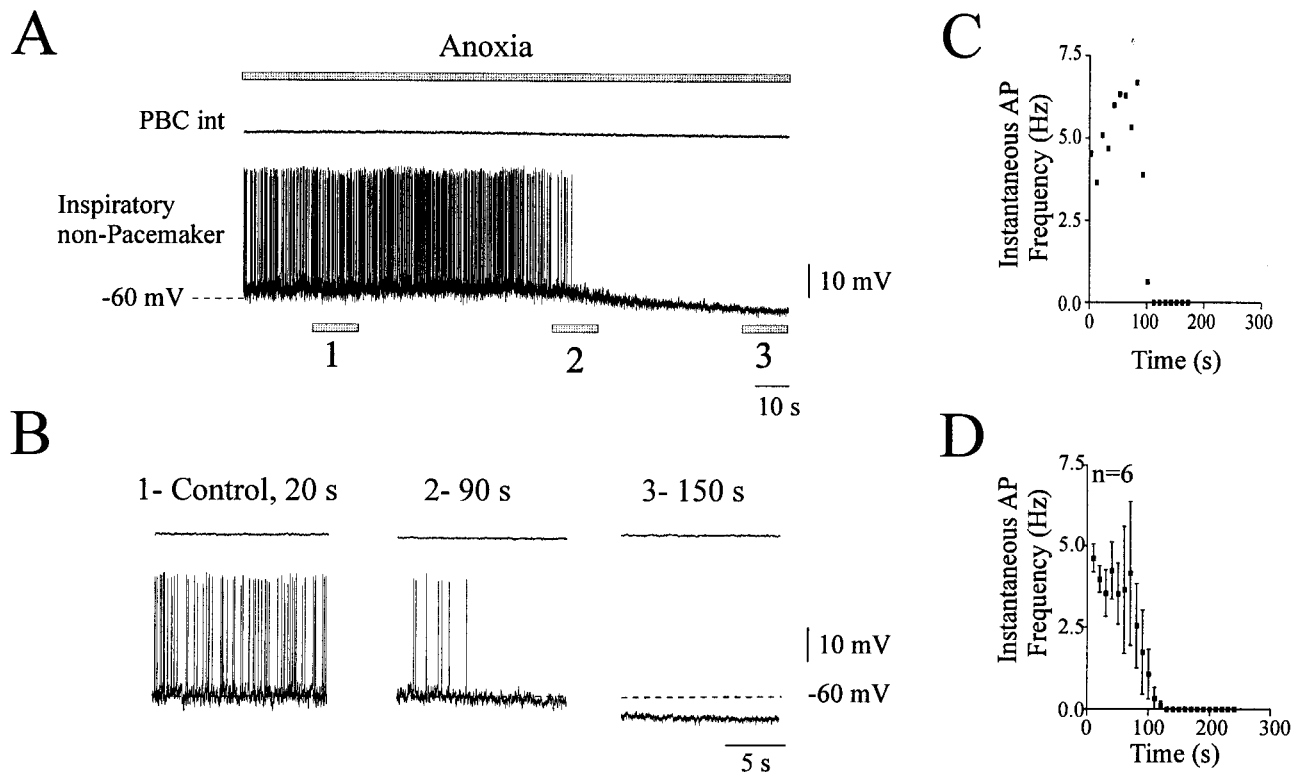 A
Anoxia
PBC int
Inspiratory
non-Pacemaker
-60 mV
10 mV
1
2
3
10 s
B
1- Control, 20 s
2- 90 s
3- 150 s
10 mV
-60 mV
5 s
C
Instantaneous AP
Frequency (Hz)
7.5
5.0
2.5
0.0
0
100
200
300
Time (s)
D
n=6
Instantaneous AP
Frequency (Hz)
7.5
5.0
2.5
0.0
0
100
200
300
Time (s)